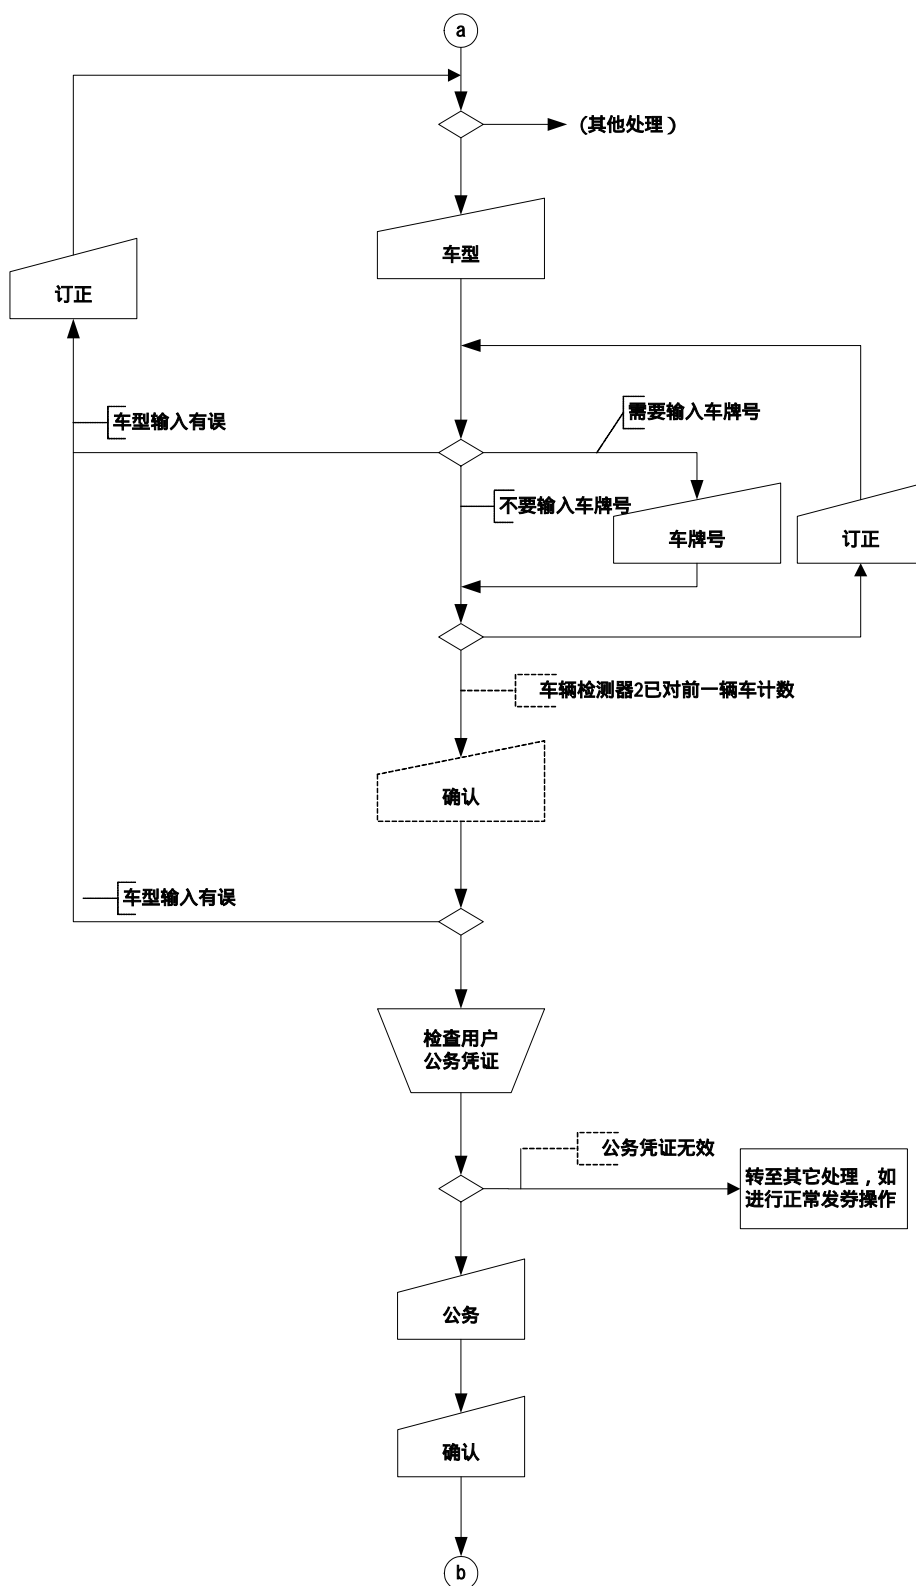 a
(其他处理)
车型
订正
车型输入有误
需要输入车牌号
不要输入车牌号
车牌号
订正
车辆检测器2已对前一辆车计数
确认
车型输入有误
检查用户
公务凭证
公务凭证无效
转至其它处理，如
进行正常发券操作
公务
确认
b